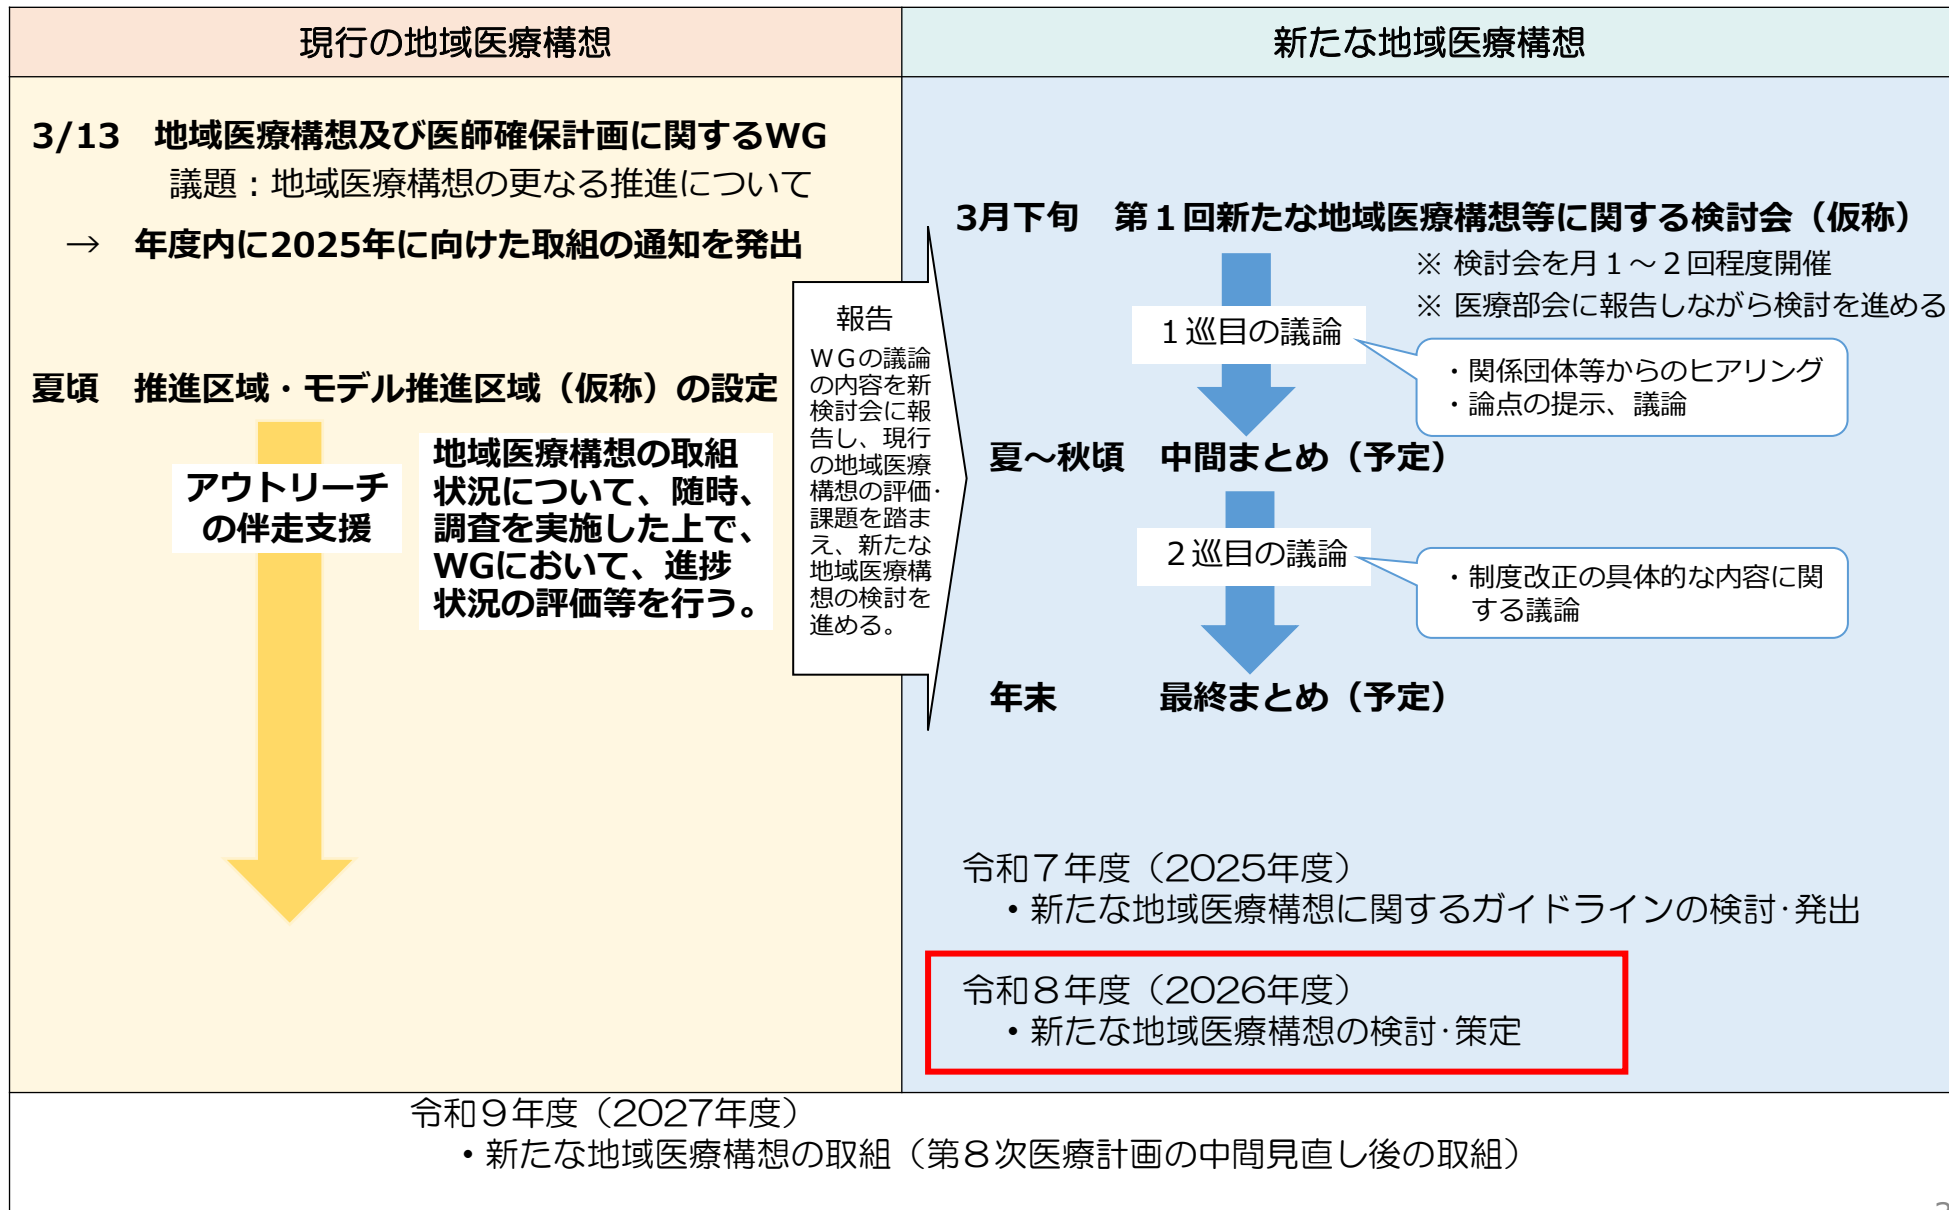 現行の地域医療構想
新たな地域医療構想
3/13　地域医療構想及び医師確保計画に関するWG
議題：地域医療構想の更なる推進について
→　年度内に2025年に向けた取組の通知を発出
夏頃　推進区域・モデル推進区域（仮称）の設定
アウトリーチ
の伴走支援
地域医療構想の取組
状況について、随時、
調査を実施した上で、
WGにおいて、進捗
状況の評価等を行う。
報告
ＷＧの議論
の内容を新
検討会に報
告し、現行
の地域医療
構想の評価･
課題を踏ま
え、新たな
地域医療構
想の検討を
進める。
3月下旬　第１回新たな地域医療構想等に関する検討会（仮称）
※ 検討会を月１～２回程度開催
※ 医療部会に報告しながら検討を進める
１巡目の議論
・関係団体等からのヒアリング
・論点の提示、議論
夏～秋頃　中間まとめ（予定）
２巡目の議論
・制度改正の具体的な内容に関
する議論
年末　　　最終まとめ（予定）
令和７年度（2025年度）
・新たな地域医療構想に関するガイドラインの検討･発出
令和８年度（2026年度）
・新たな地域医療構想の検討･策定
令和９年度（2027年度）
・新たな地域医療構想の取組（第８次医療計画の中間見直し後の取組）